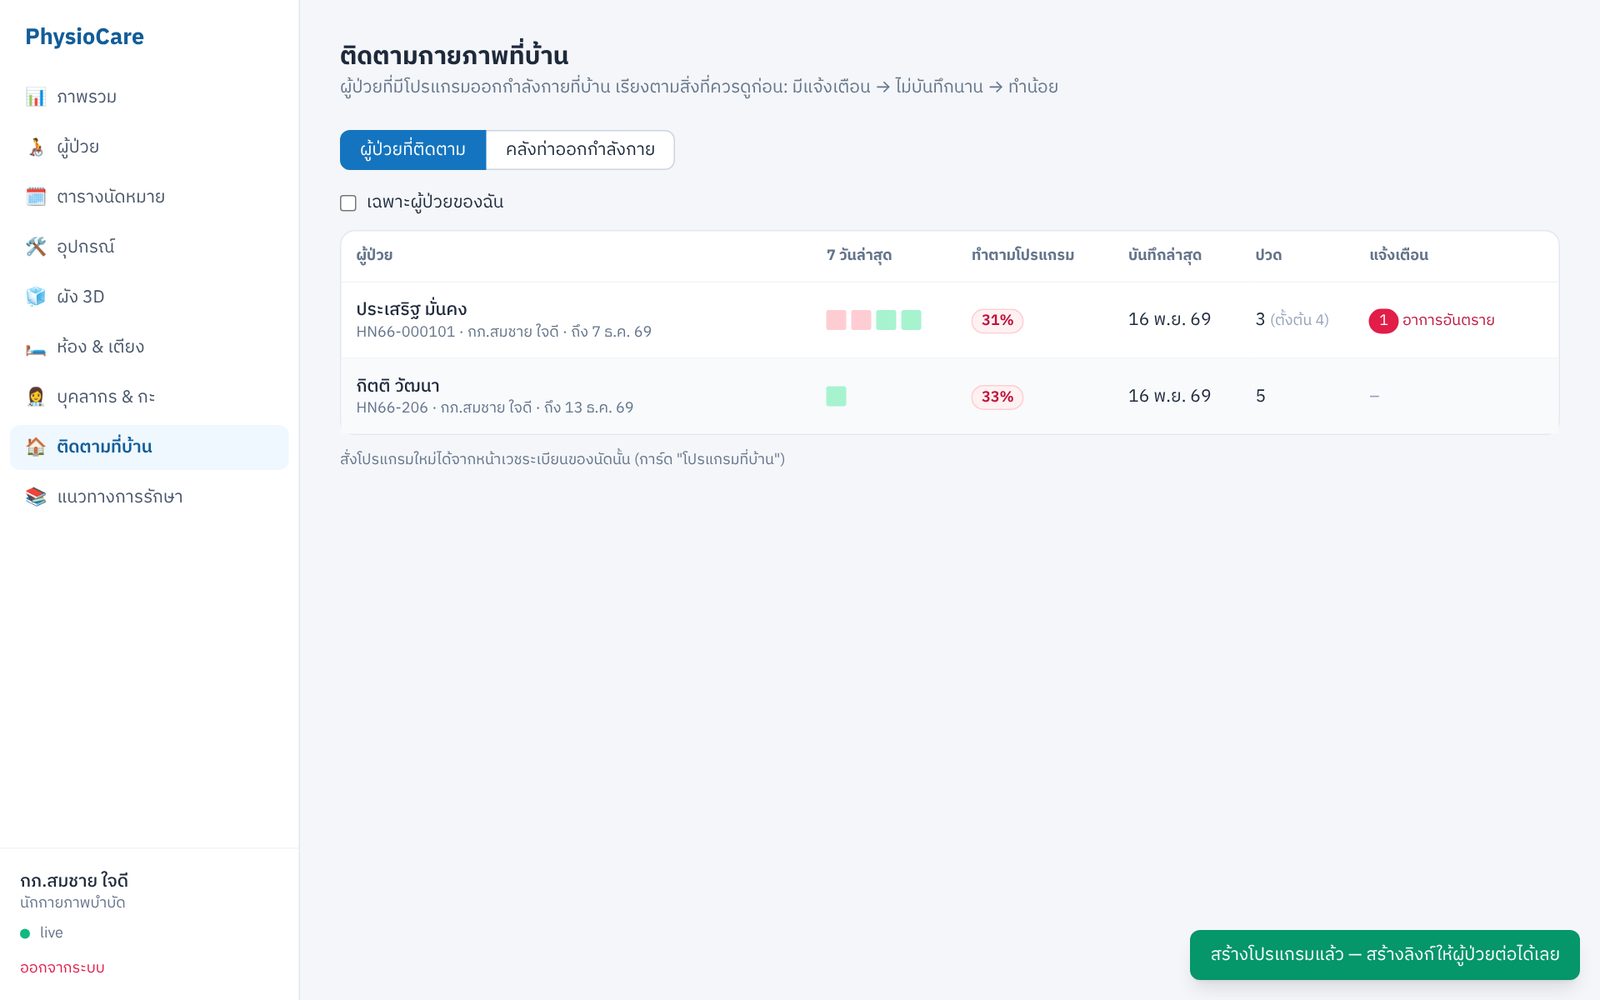 PhysioCare
ภาพรวม
ผู้ป่วย
ตารางนัดหมาย
อุปกรณ์
ผัง 3D
ห้อง & เตียง
บุคลากร & กะ
ติดตามที่บ้าน
แนวทางการรักษา
กภ.สมชาย ใจดี
นักกายภาพบำบัด
live
ออกจากระบบ
ติดตามกายภาพที่บ้าน
ผู้ป่วยที่มีโปรแกรมออกกำลังกายที่บ้าน เรียงตามสิ่งที่ควรดูก่อน: มีแจ้งเตือน → ไม่บันทึกนาน → ทำน้อย
ผู้ป่วยที่ติดตาม คลังท่าออกกำลังกาย
เฉพาะผู้ป่วยของฉัน
ผู้ป่วย 7 วันล่าสุด ทำตามโปรแกรม บันทึกล่าสุด ปวด แจ้งเตือน
ประเสริฐ มั่นคง
HN66-000101 · กภ.สมชาย ใจดี · ถึง 7 ธ.ค. 69
31% 16 พ.ย. 69 3 (ตั้งต้น 4) 1 อาการอันตราย
กิตติ วัฒนา
HN66-206 · กภ.สมชาย ใจดี · ถึง 13 ธ.ค. 69
33% 16 พ.ย. 69 5 –
สั่งโปรแกรมใหม่ได้จากหน้าเวชระเบียนของนัดนั้น (การ์ด "โปรแกรมที่บ้าน")
สร้างโปรแกรมแล้ว — สร้างลิงก์ให้ผู้ป่วยต่อได้เลย